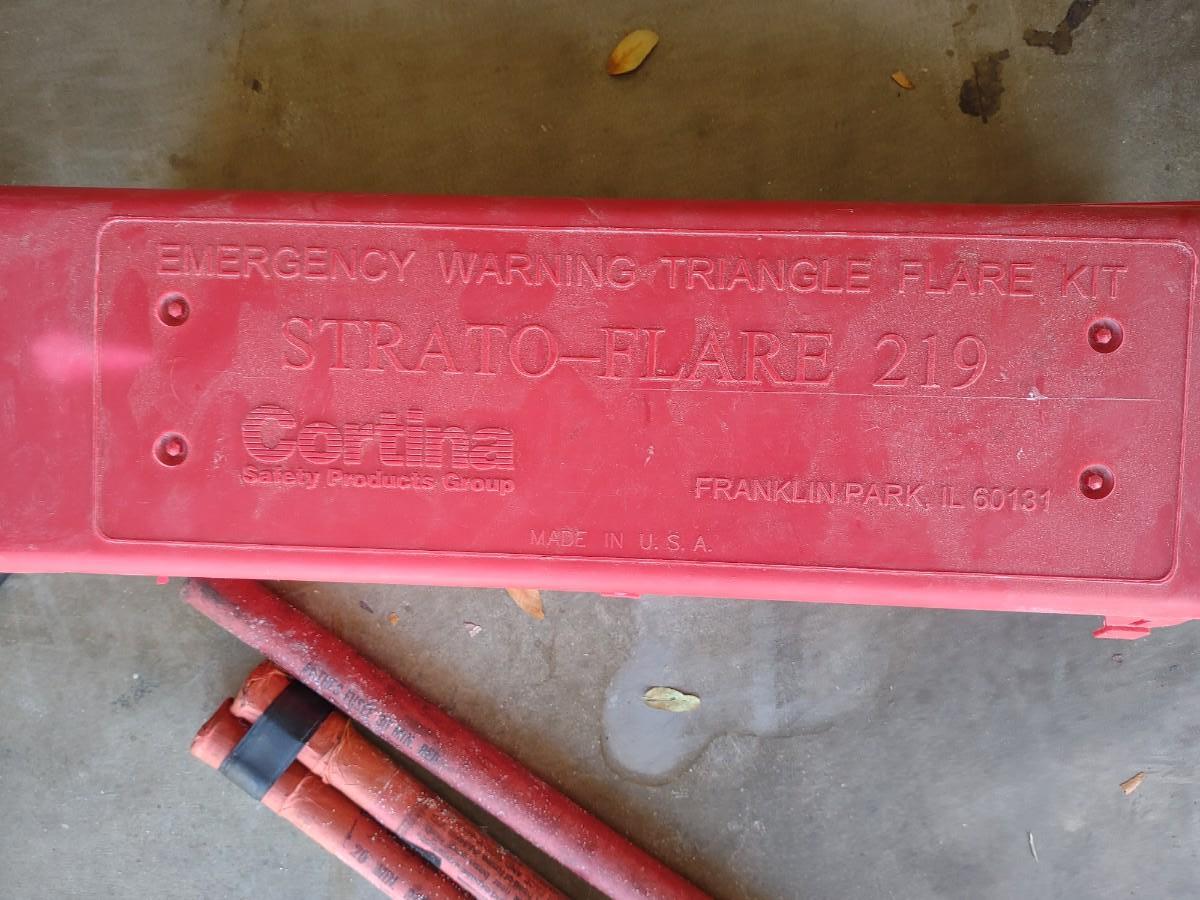 EMERGENCY WARNING TRIANGLE FLARE KIT
STRATO-FLARE 219
Cortina
Safety Products Group
FRANKLIN PARK, IL 60131
MADE IN U.S.A.